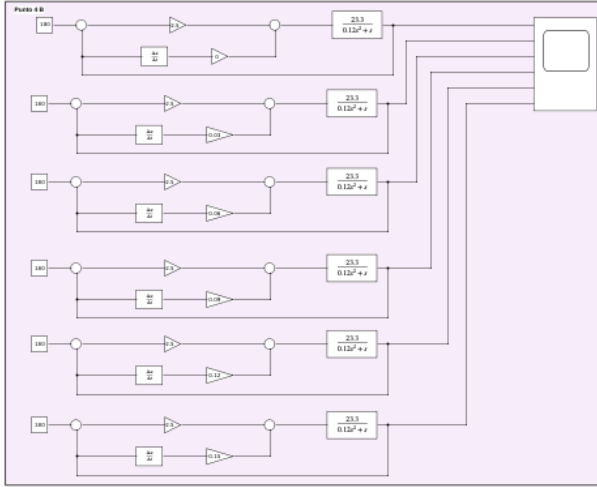 Punto 4 B
180 2.5 23.3
0.12s² + s
Δu
Δt 0
180 2.5 23.3
0.12s² + s
Δu
Δt 0.03
180 2.5 23.3
0.12s² + s
Δu
Δt 0.06
180 2.5 23.3
0.12s² + s
Δu
Δt 0.09
180 2.5 23.3
0.12s² + s
Δu
Δt 0.12
180 2.5 23.3
0.12s² + s
Δu
Δt 0.15